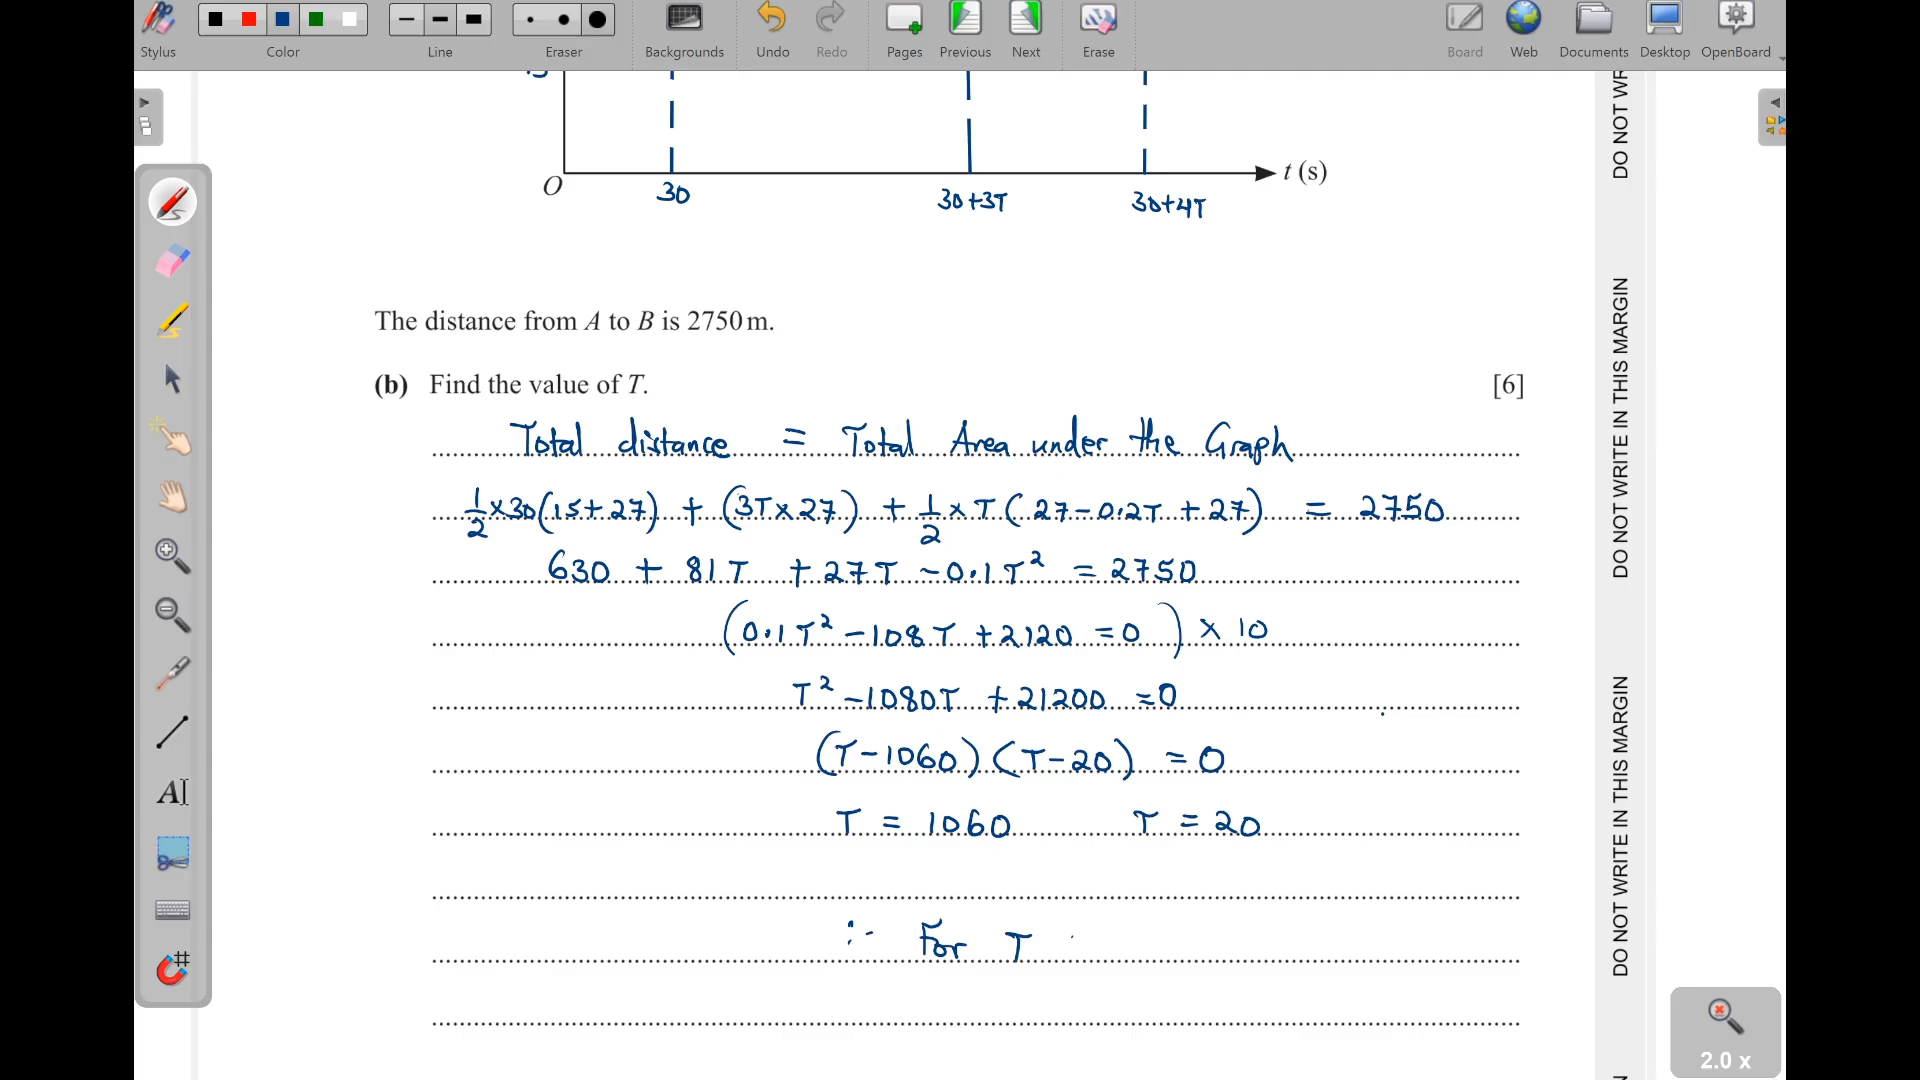 Stylus Color Line Eraser Backgrounds Undo Redo Pages Previous Next Erase Board Web Documents Desktop OpenBoard
O 30 30+3T 30+4T t (s)
The distance from A to B is 2750 m.
(b) Find the value of T. [6]
Total distance = Total Area under the Graph
1/2 × 30(15+27) + (3T × 27) + 1/2 × T(27 − 0.2T + 27) = 2750
630 + 81T + 27T − 0.1T² = 2750
(0.1T² − 108T + 2120 = 0) × 10
T² − 1080T + 21200 = 0
(T − 1060)(T − 20) = 0
T = 1060 T = 20
∴ For T
DO NOT WR
DO NOT WRITE IN THIS MARGIN
DO NOT WRITE IN THIS MARGIN
2.0 x